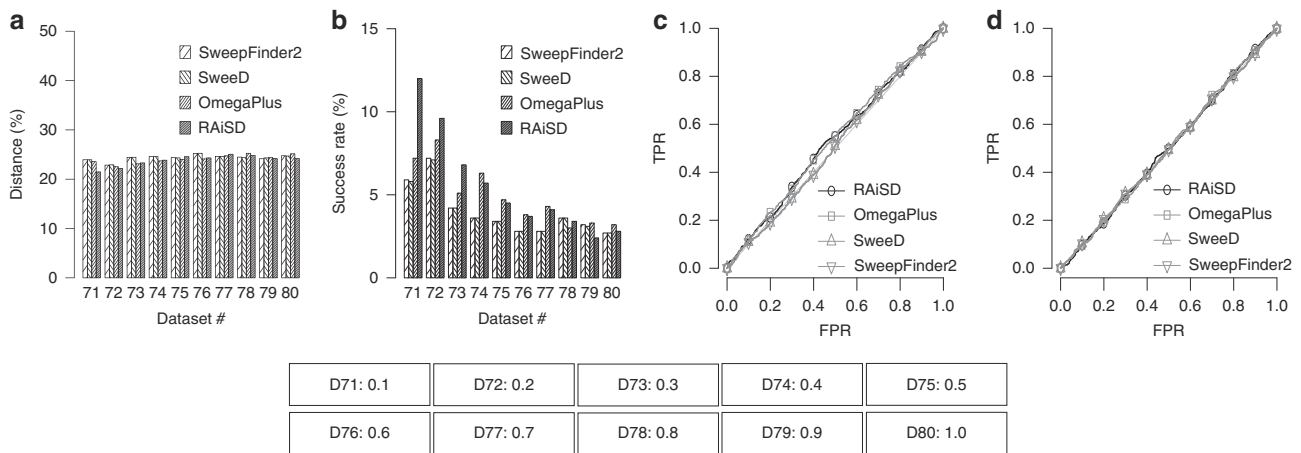 a
50
40
30
20
10
0
Distance (%)
SweepFinder2
SweeD
OmegaPlus
RAiSD
71 72 73 74 75 76 77 78 79 80
Dataset #
b
15
10
5
0
Success rate (%)
SweepFinder2
SweeD
OmegaPlus
RAiSD
71 72 73 74 75 76 77 78 79 80
Dataset #
c
1.0
0.8
0.6
0.4
0.2
0.0
TPR
RAiSD
OmegaPlus
SweeD
SweepFinder2
0.0 0.2 0.4 0.6 0.8 1.0
FPR
d
1.0
0.8
0.6
0.4
0.2
0.0
TPR
RAiSD
OmegaPlus
SweeD
SweepFinder2
0.0 0.2 0.4 0.6 0.8 1.0
FPR
D71: 0.1 D72: 0.2 D73: 0.3 D74: 0.4 D75: 0.5
D76: 0.6 D77: 0.7 D78: 0.8 D79: 0.9 D80: 1.0